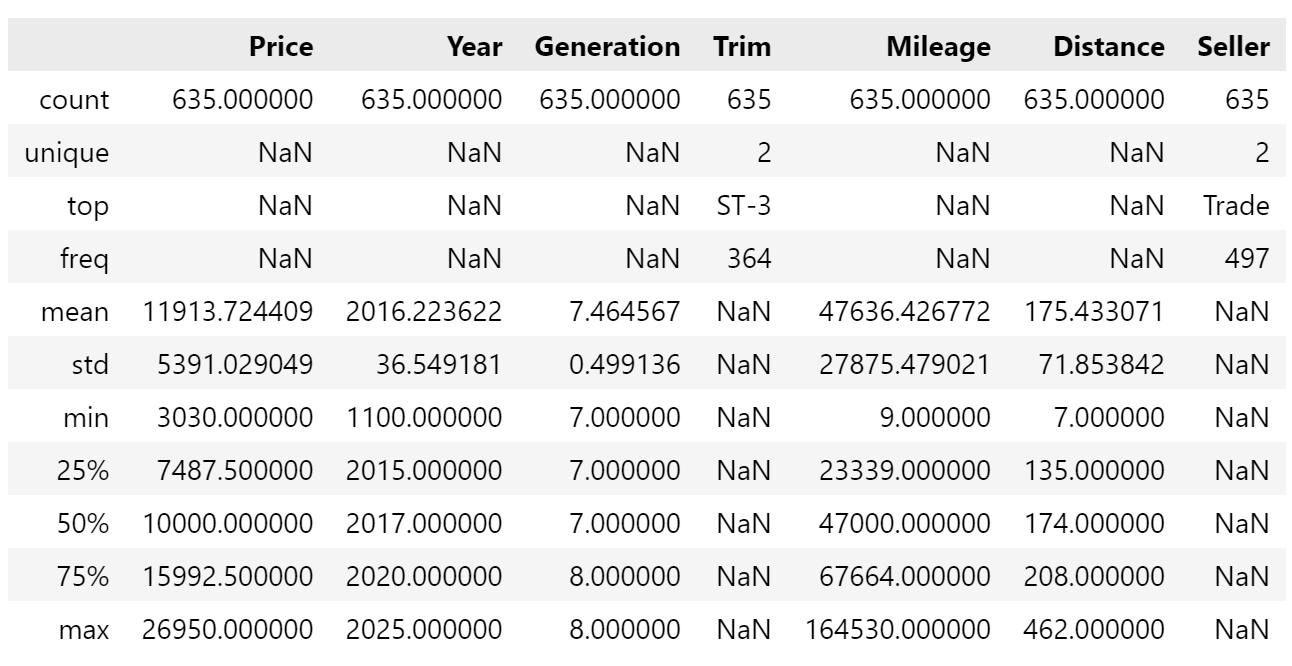 Price Year Generation Trim Mileage Distance Seller
count 635.000000 635.000000 635.000000 635 635.000000 635.000000 635
unique NaN NaN NaN 2 NaN NaN 2
top NaN NaN NaN ST-3 NaN NaN Trade
freq NaN NaN NaN 364 NaN NaN 497
mean 11913.724409 2016.223622 7.464567 NaN 47636.426772 175.433071 NaN
std 5391.029049 36.549181 0.499136 NaN 27875.479021 71.853842 NaN
min 3030.000000 1100.000000 7.000000 NaN 9.000000 7.000000 NaN
25% 7487.500000 2015.000000 7.000000 NaN 23339.000000 135.000000 NaN
50% 10000.000000 2017.000000 7.000000 NaN 47000.000000 174.000000 NaN
75% 15992.500000 2020.000000 8.000000 NaN 67664.000000 208.000000 NaN
max 26950.000000 2025.000000 8.000000 NaN 164530.000000 462.000000 NaN